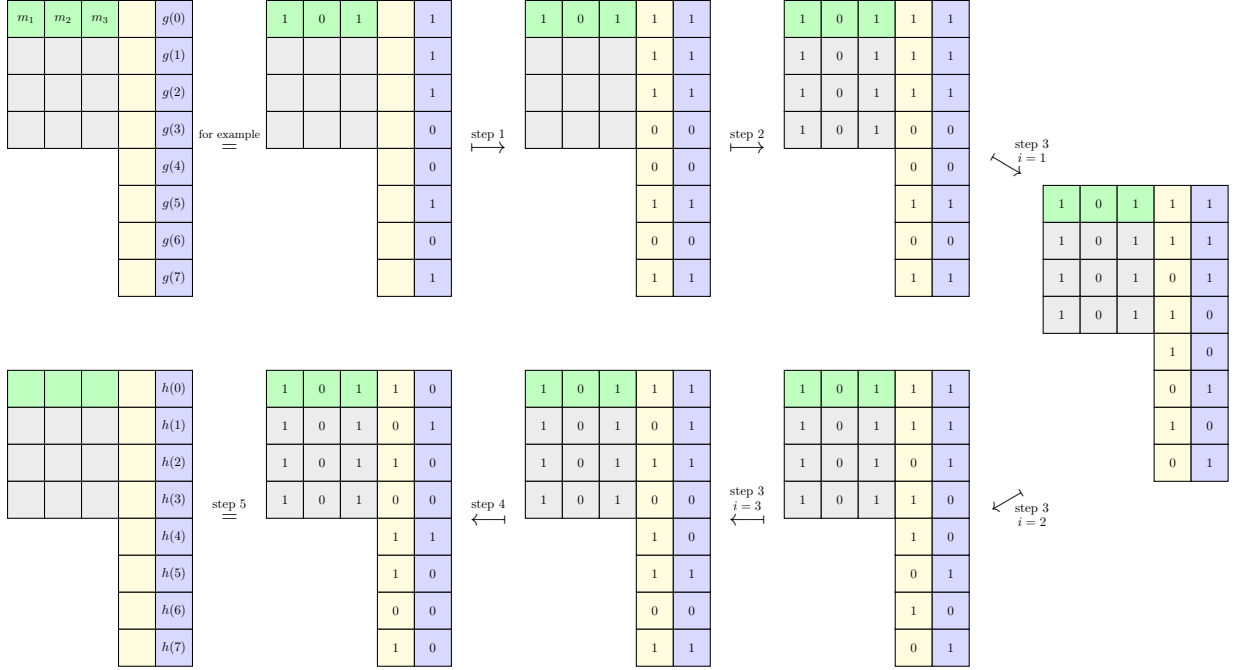 m₁ m₂ m₃ g(0)
g(1)
g(2)
g(3)
g(4)
g(5)
g(6)
g(7)
for example
=
1 0 1 1
1
1
0
0
1
0
1
step 1
1 0 1 1 1
1 1
1 1
0 0
0 0
1 1
0 0
1 1
step 2
1 0 1 1 1
1 0 1 1 1
1 0 1 1 1
1 0 1 0 0
0 0
1 1
0 0
1 1
step 3
i = 1
1 0 1 1 1
1 0 1 1 1
1 0 1 0 1
1 0 1 1 0
1 0
0 1
1 0
0 1
step 3
i = 2
1 0 1 1 1
1 0 1 1 1
1 0 1 0 1
1 0 1 1 0
1 0
0 1
1 0
0 1
step 3
i = 3
1 0 1 1 1
1 0 1 0 1
1 0 1 1 1
1 0 1 0 0
1 0
1 1
0 0
1 1
step 4
1 0 1 1 0
1 0 1 0 1
1 0 1 1 0
1 0 1 0 0
1 1
1 0
0 0
1 0
step 5
=
h(0)
h(1)
h(2)
h(3)
h(4)
h(5)
h(6)
h(7)